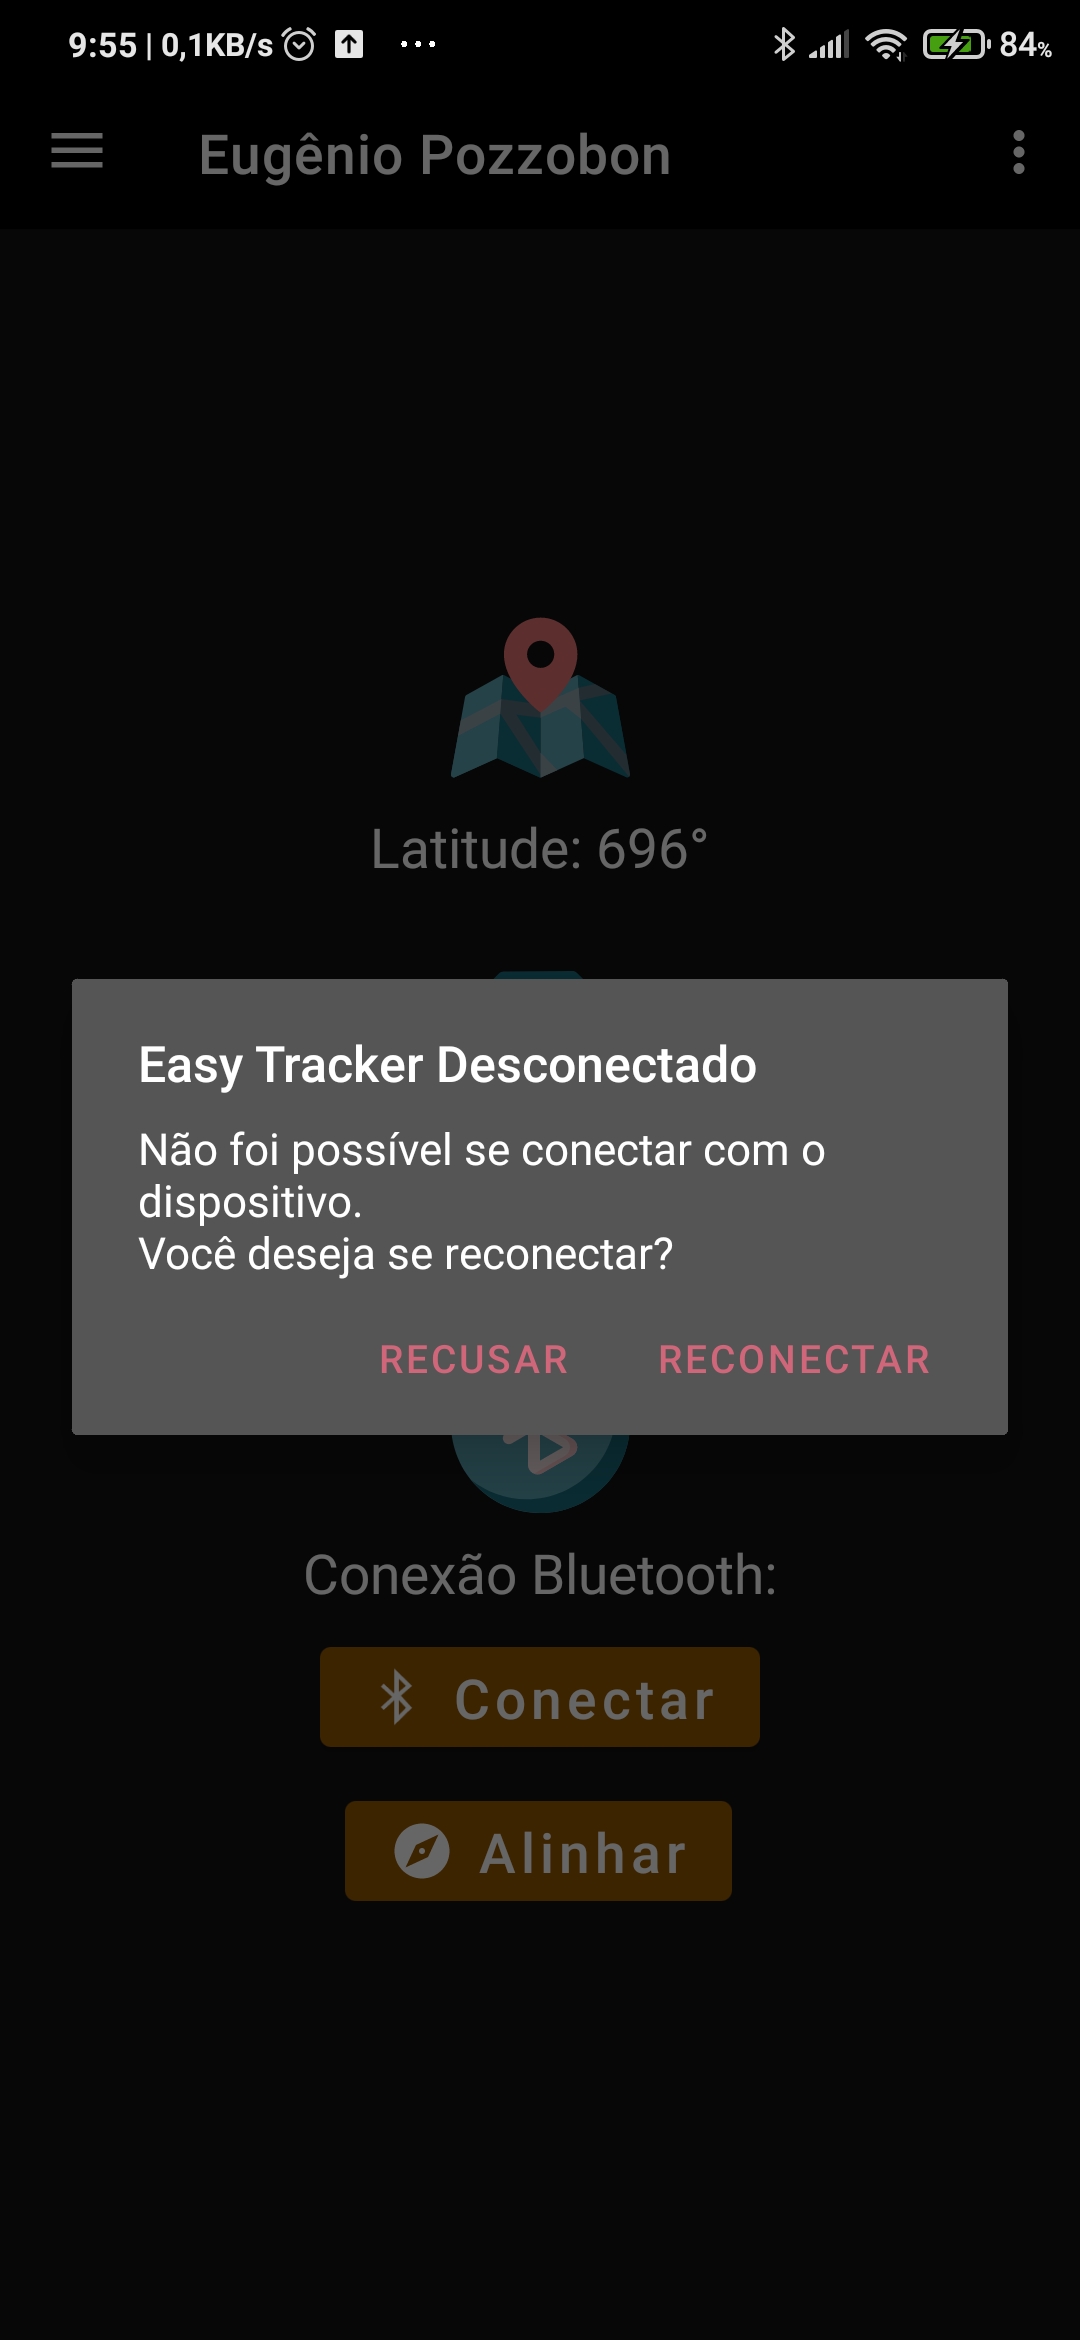 9:55 | 0,1KB/s ... 84%
Eugênio Pozzobon
Latitude: 696°
Easy Tracker Desconectado
Não foi possível se conectar com o
dispositivo.
Você deseja se reconectar?
RECUSAR RECONECTAR
Conexão Bluetooth:
Conectar
Alinhar